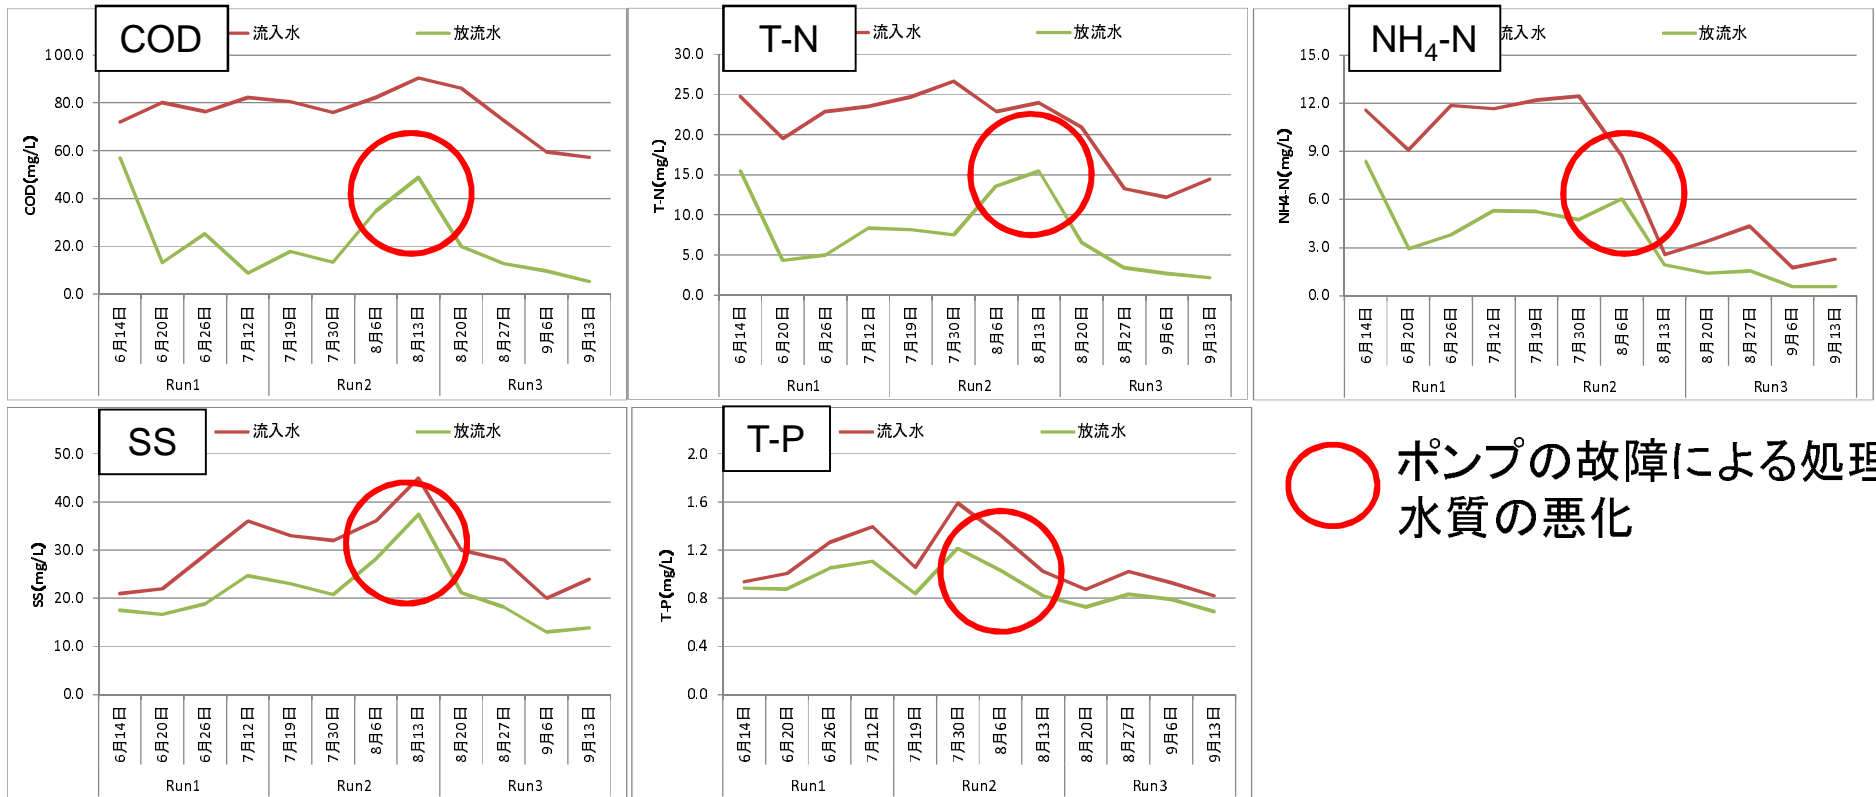 COD
流入水
放流水
COD(mg/L)
100.0
80.0
60.0
40.0
20.0
0.0
6月14日
6月20日
6月26日
7月12日
7月19日
7月30日
8月6日
8月13日
8月20日
8月27日
9月6日
9月13日
Run1
Run2
Run3
T-N
流入水
放流水
T-N(mg/L)
30.0
25.0
20.0
15.0
10.0
5.0
0.0
6月14日
6月20日
6月26日
7月12日
7月19日
7月30日
8月6日
8月13日
8月20日
8月27日
9月6日
9月13日
Run1
Run2
Run3
NH₄-N
流入水
放流水
NH4-N(mg/L)
15.0
12.0
9.0
6.0
3.0
0.0
6月14日
6月20日
6月26日
7月12日
7月19日
7月30日
8月6日
8月13日
8月20日
8月27日
9月6日
9月13日
Run1
Run2
Run3
SS
流入水
放流水
SS(mg/L)
50.0
40.0
30.0
20.0
10.0
0.0
6月14日
6月20日
6月26日
7月12日
7月19日
7月30日
8月6日
8月13日
8月20日
8月27日
9月6日
9月13日
Run1
Run2
Run3
T-P
流入水
放流水
T-P(mg/L)
2.0
1.6
1.2
0.8
0.4
0.0
6月14日
6月20日
6月26日
7月12日
7月19日
7月30日
8月6日
8月13日
8月20日
8月27日
9月6日
9月13日
Run1
Run2
Run3
ポンプの故障による処理
水質の悪化